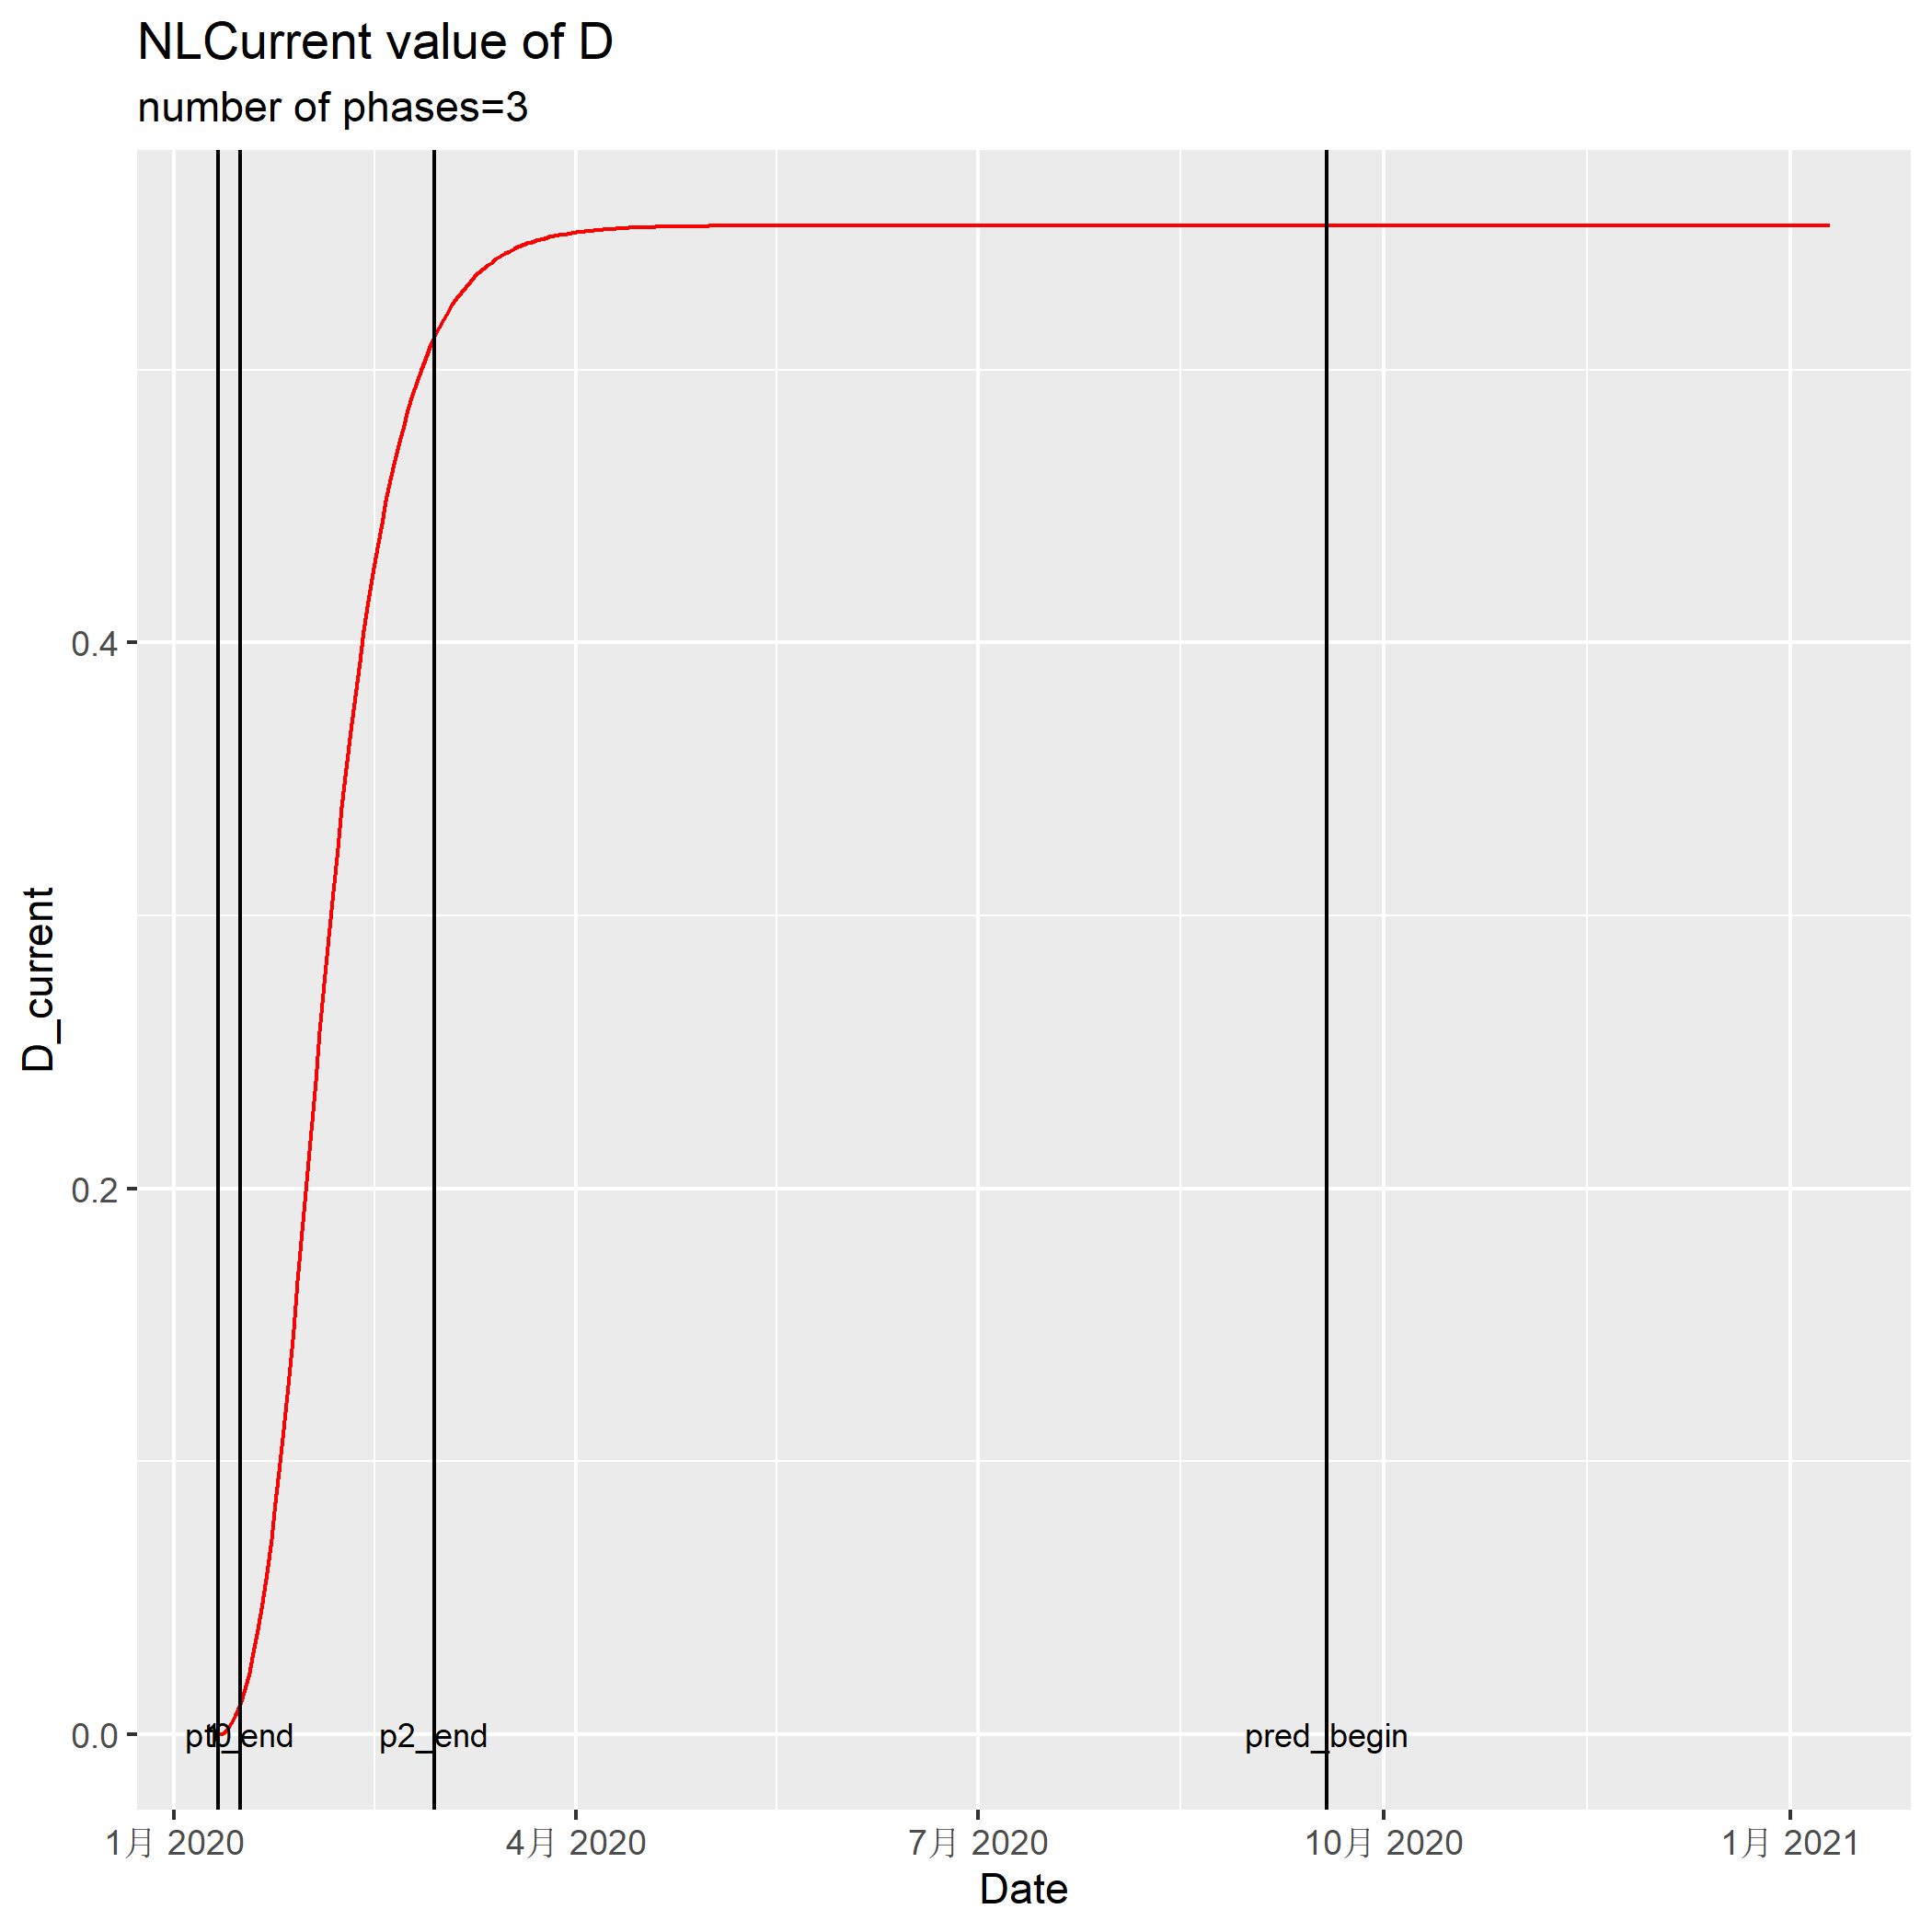 NLCurrent value of D
number of phases=3
D_current
0.4
0.2
0.0
p2_end
pred_begin
1月 2020
4月 2020
7月 2020
10月 2020
1月 2021
Date